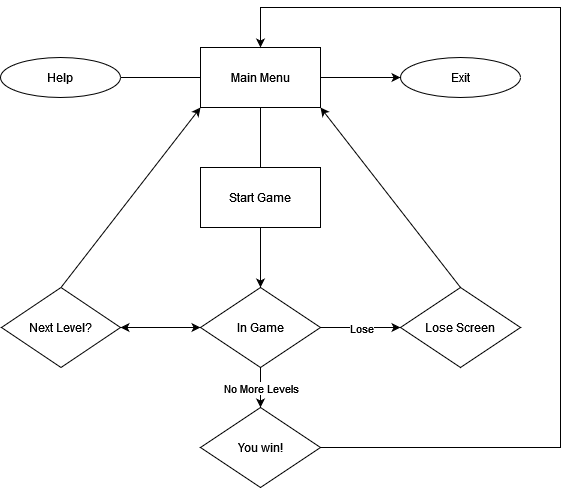 Help
Main Menu
Exit
Start Game
Next Level?
In Game
Lose
Lose Screen
No More Levels
You win!